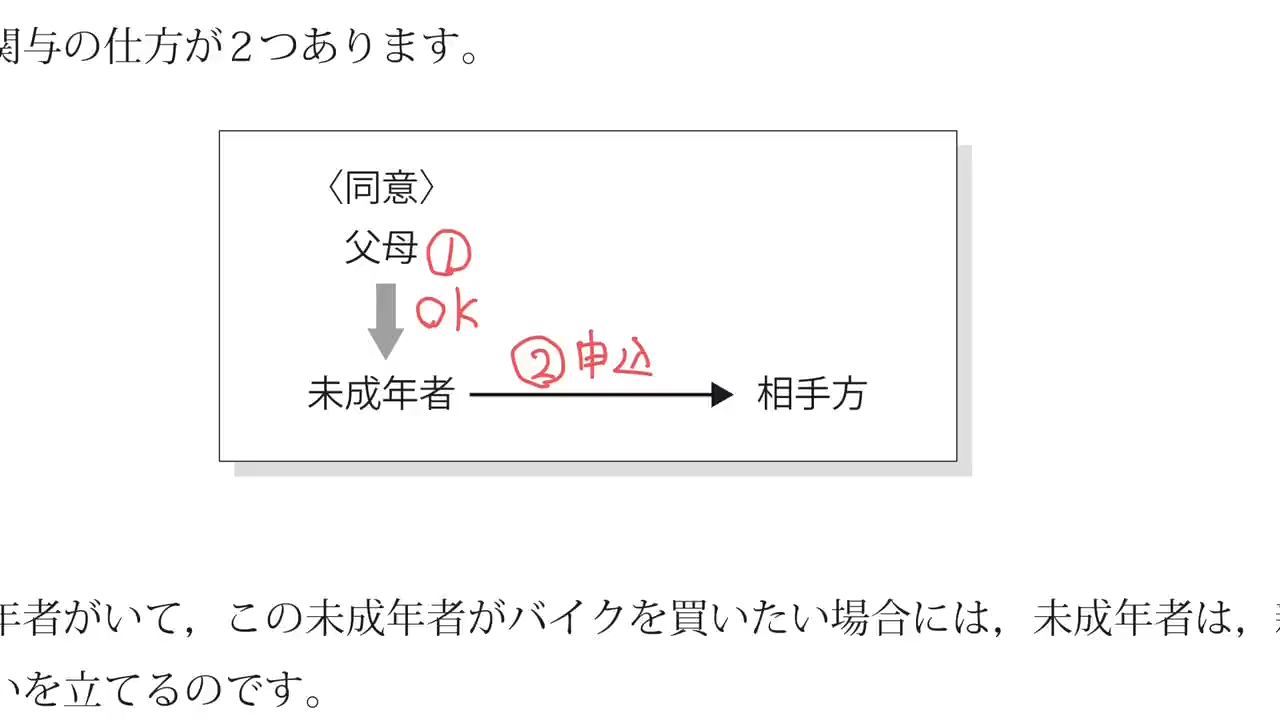 関与の仕方が２つあります。
〈同意〉
父母 ①
OK
② 申込
未成年者 相手方
年者がいて，この未成年者がバイクを買いたい場合には，未成年者は，
いを立てるのです。